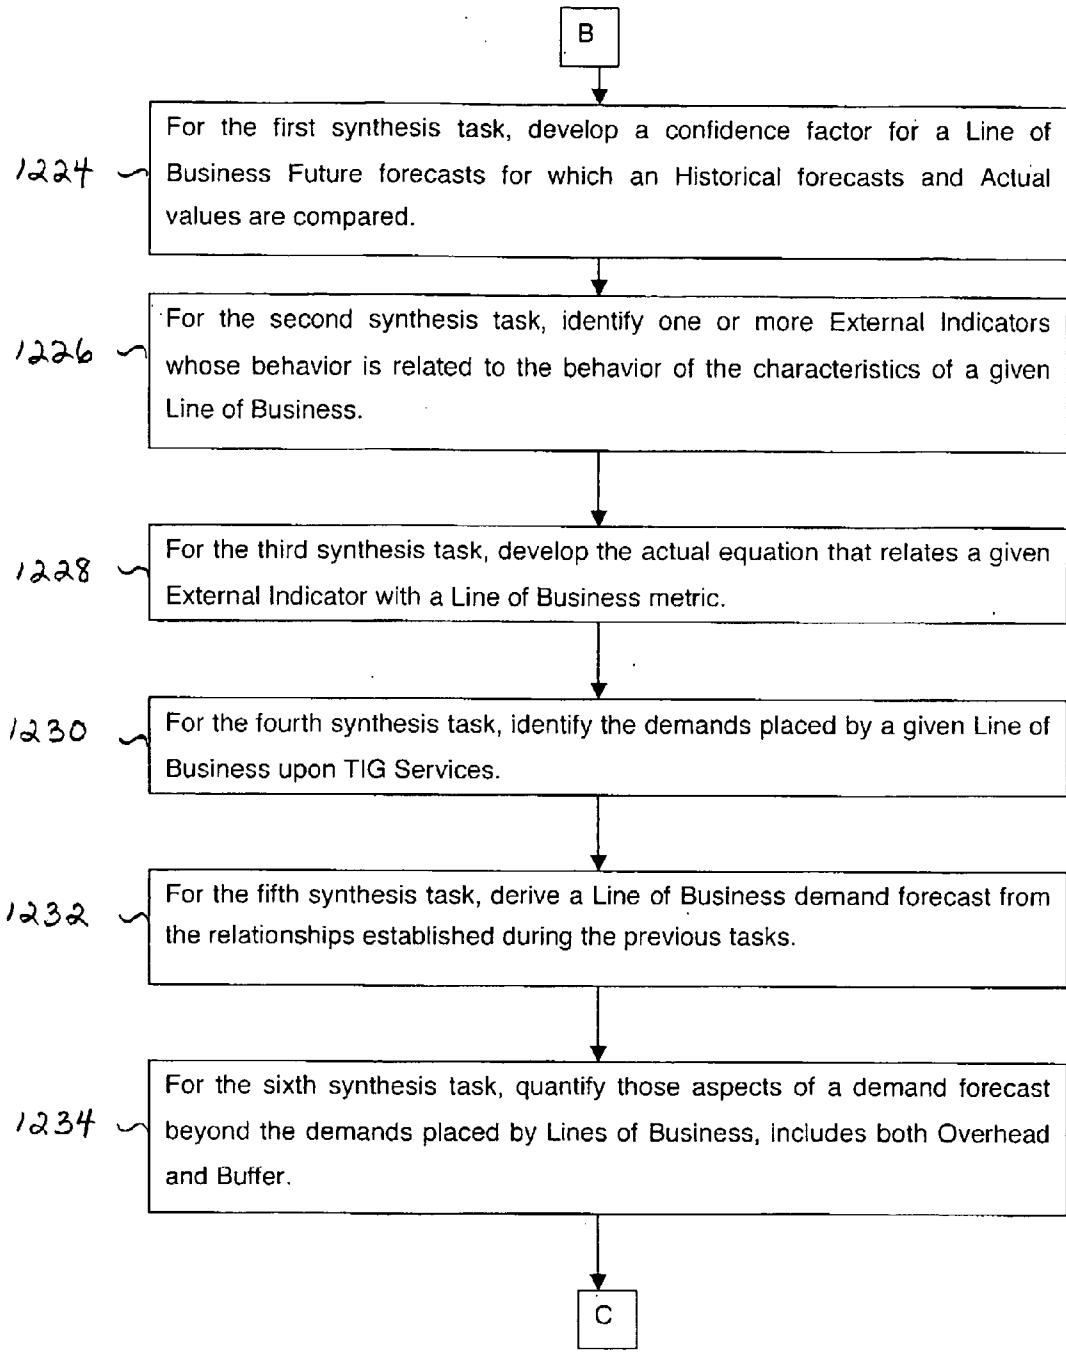 B
1224
For the first synthesis task, develop a confidence factor for a Line of
Business Future forecasts for which an Historical forecasts and Actual
values are compared.
1226
For the second synthesis task, identify one or more External Indicators
whose behavior is related to the behavior of the characteristics of a given
Line of Business.
1228
For the third synthesis task, develop the actual equation that relates a given
External Indicator with a Line of Business metric.
1230
For the fourth synthesis task, identify the demands placed by a given Line of
Business upon TIG Services.
1232
For the fifth synthesis task, derive a Line of Business demand forecast from
the relationships established during the previous tasks.
1234
For the sixth synthesis task, quantify those aspects of a demand forecast
beyond the demands placed by Lines of Business, includes both Overhead
and Buffer.
C